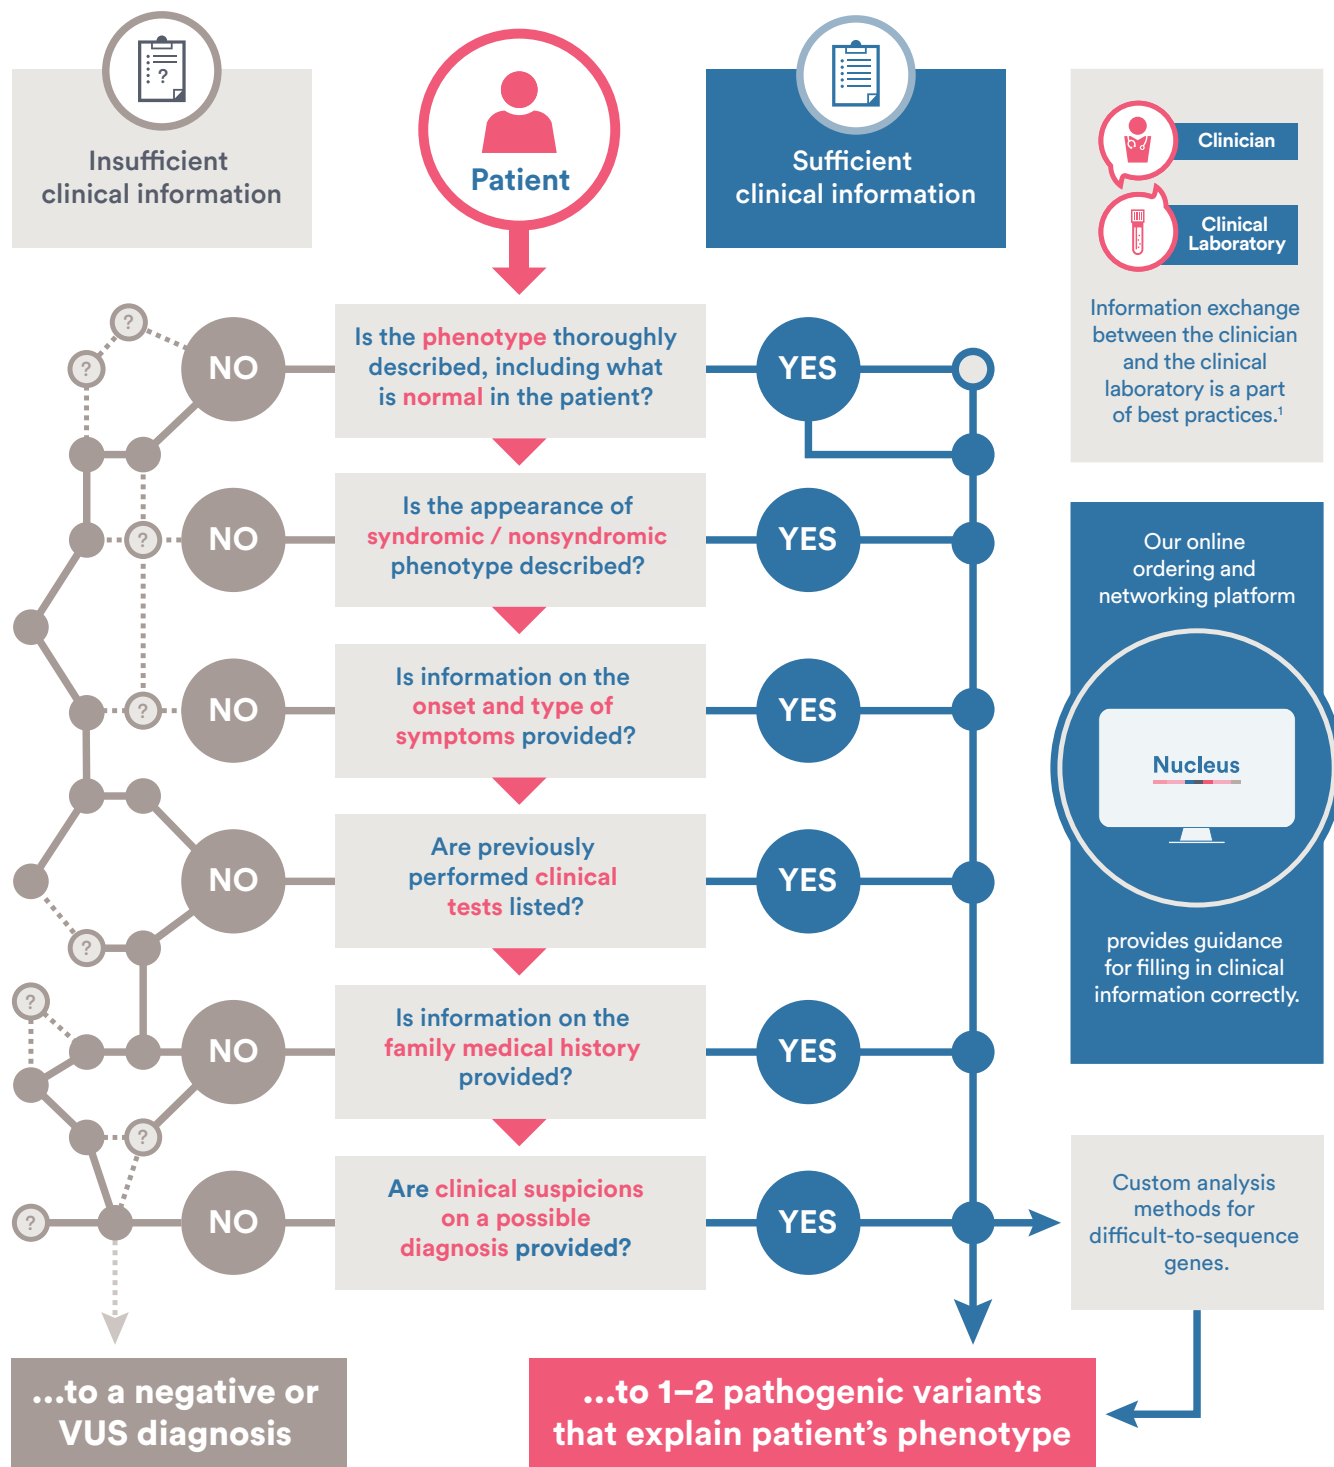 ?
Insufficient
clinical information
Patient
Sufficient
clinical information
Clinician
Clinical
Laboratory
Information exchange
between the clinician
and the clinical
laboratory is a part
of best practices.¹
?
?
NO
Is the phenotype thoroughly
described, including what
is normal in the patient?
YES
?
NO
Is the appearance of
syndromic / nonsyndromic
phenotype described?
YES
?
NO
Is information on the
onset and type of
symptoms provided?
YES
?
NO
Are previously
performed clinical
tests listed?
YES
?
?
NO
Is information on the
family medical history
provided?
YES
?
NO
Are clinical suspicions
on a possible
diagnosis provided?
YES
Our online
ordering and
networking platform
Nucleus
provides guidance
for filling in clinical
information correctly.
Custom analysis
methods for
difficult-to-sequence
genes.
...to a negative or
VUS diagnosis
...to 1–2 pathogenic variants
that explain patient's phenotype